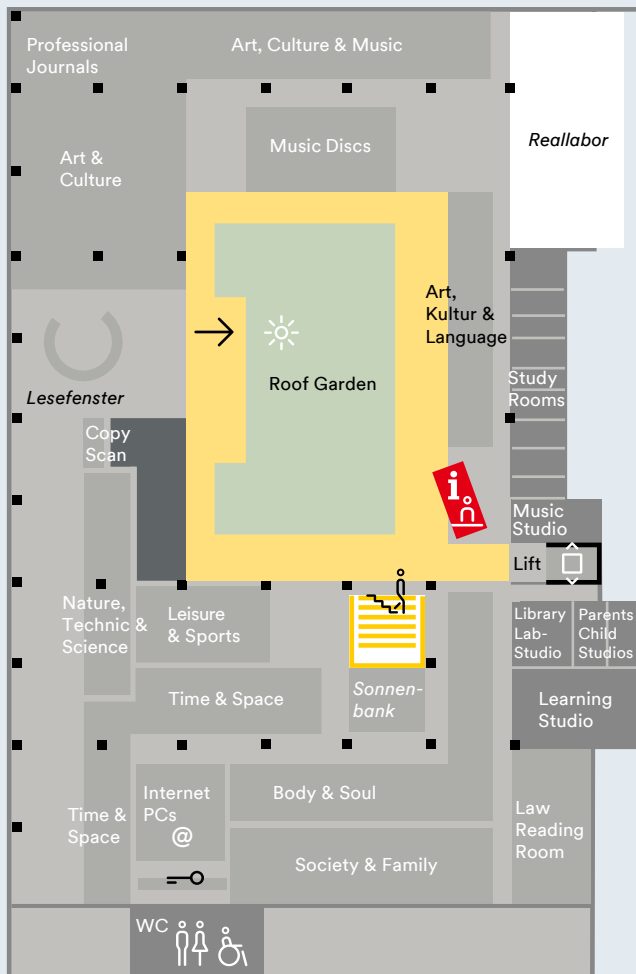 Professional
Journals
Art, Culture & Music
Reallabor
Music Discs
Art &
Culture
Art,
Kultur &
Language
Roof Garden
Lesefenster
Study
Rooms
Copy
Scan
i
Music
Studio
Lift
Nature,
Technic &
Science
Leisure
& Sports
Library
Lab-
Studio
Parents
Child
Studios
Time & Space
Sonnen-
bank
Learning
Studio
Internet
PCs
@
Body & Soul
Time &
Space
Law
Reading
Room
Society & Family
WC